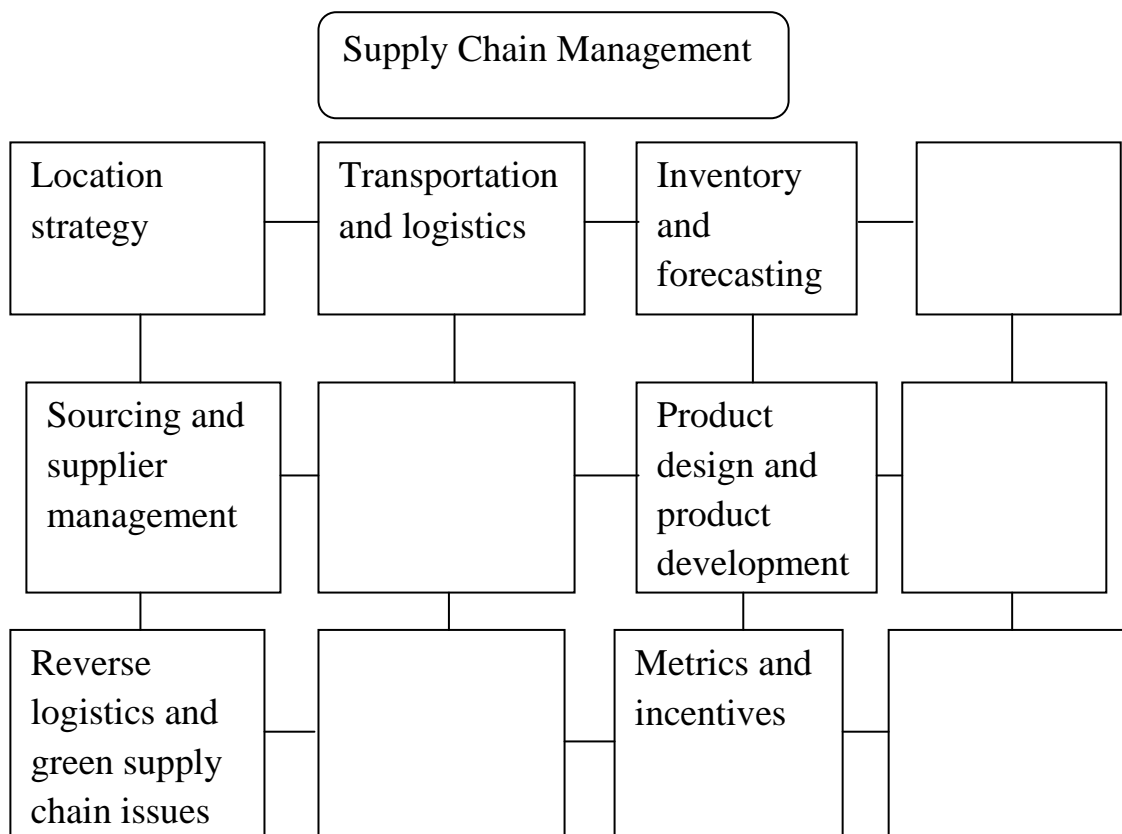 Supply Chain Management
Location
strategy
Transportation
and logistics
Inventory
and
forecasting
Sourcing and
supplier
management
Product
design and
product
development
Reverse
logistics and
green supply
chain issues
Metrics and
incentives